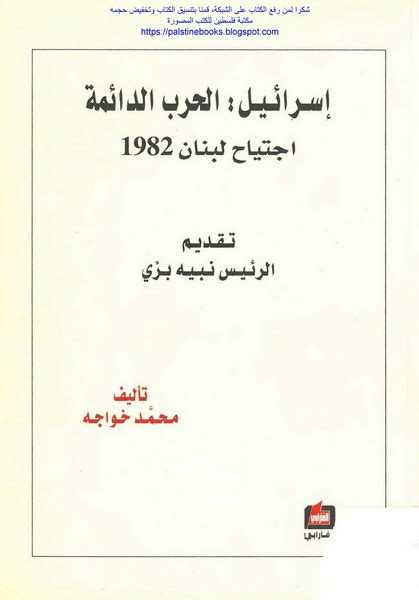 شكرا لمن رفع الكتاب على الشبكة، قمنا بتنسيق الكتاب وتخفيض حجمه
مكتبة فلسطين للكتب المصورة
https://palstinebooks.blogspot.com
إسرائيل: الحرب الدائمة
اجتياح لبنان 1982
تقديم
الرئيس نبيه برّي
تأليف
محمَّد خواجه
الفارابي
فارابي